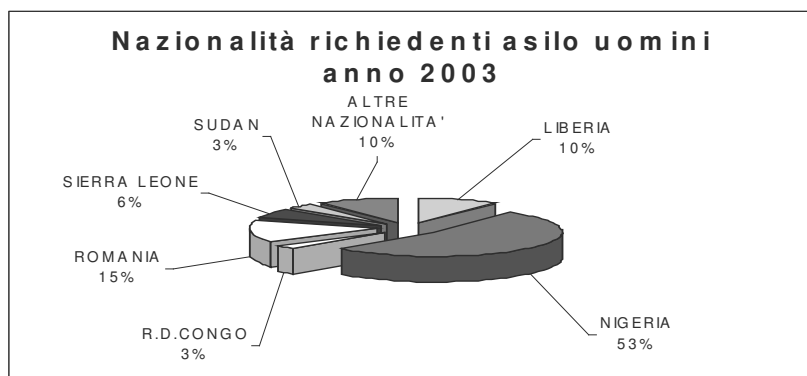 Nazionalità richiedenti asilo uomini
anno 2003
ALTRE
NAZIONALITA'
10%
LIBERIA
10%
SUDAN
3%
SIERRA LEONE
6%
ROMANIA
15%
R.D.CONGO
3%
NIGERIA
53%